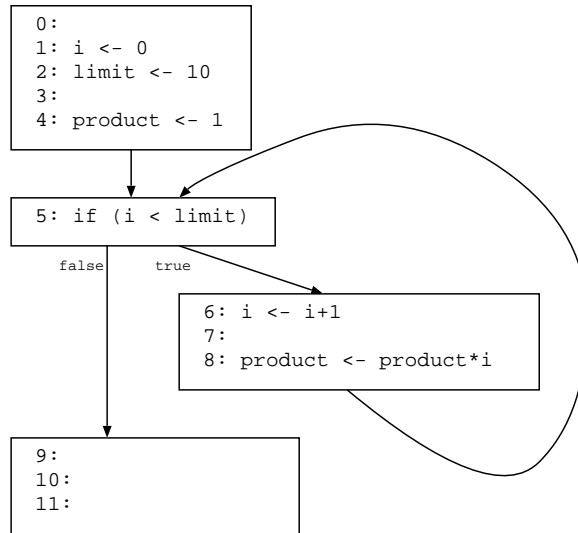 0:
1: i <- 0
2: limit <- 10
3:
4: product <- 1
5: if (i < limit)
false
true
6: i <- i+1
7:
8: product <- product*i
9:
10:
11: